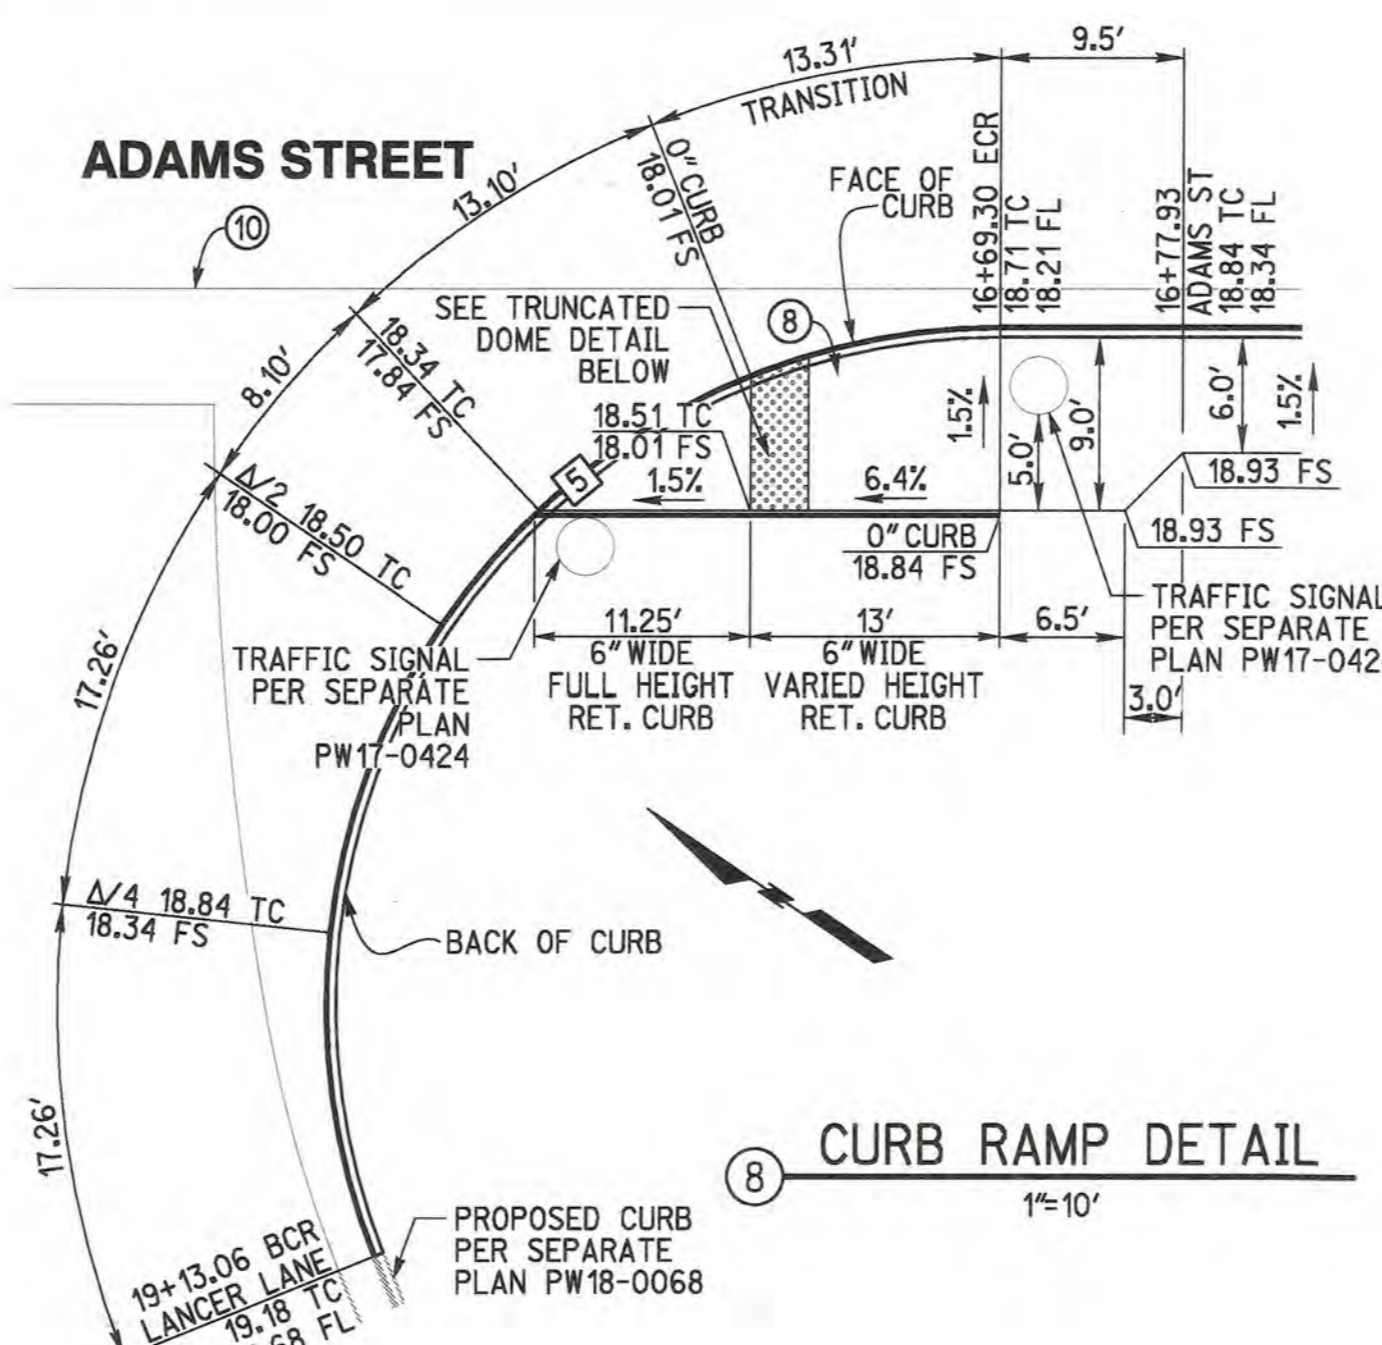 13.31'
TRANSITION
9.5'
ADAMS STREET
10
13.10'
0" CURB
18.01 FS
FACE OF
CURB
16+69.30 ECR
18.71 TC
18.21 FL
16+77.93
ADAMS ST
18.84 TC
18.34 FL
8.10'
18.34 TC
17.84 FS
SEE TRUNCATED
DOME DETAIL
BELOW
8
18.51 TC
18.01 FS
1.5%
5
6.4%
1.5%
5.0'
9.0'
6.0'
1.5%
18.93 FS
18.93 FS
0" CURB
18.84 FS
Δ/2 18.50 TC
18.00 FS
17.26'
TRAFFIC SIGNAL
PER SEPARATE
PLAN
PW17-0424
11.25'
6" WIDE
FULL HEIGHT
RET. CURB
13'
6" WIDE
VARIED HEIGHT
RET. CURB
6.5'
3.0'
TRAFFIC SIGNAL
PER SEPARATE
PLAN PW17-042
Δ/4 18.84 TC
18.34 FS
BACK OF CURB
17.26'
8
CURB RAMP DETAIL
1"=10'
PROPOSED CURB
PER SEPARATE
PLAN PW18-0068
19+13.06 BCR
LANCER LANE
19.18 TC
68 FL